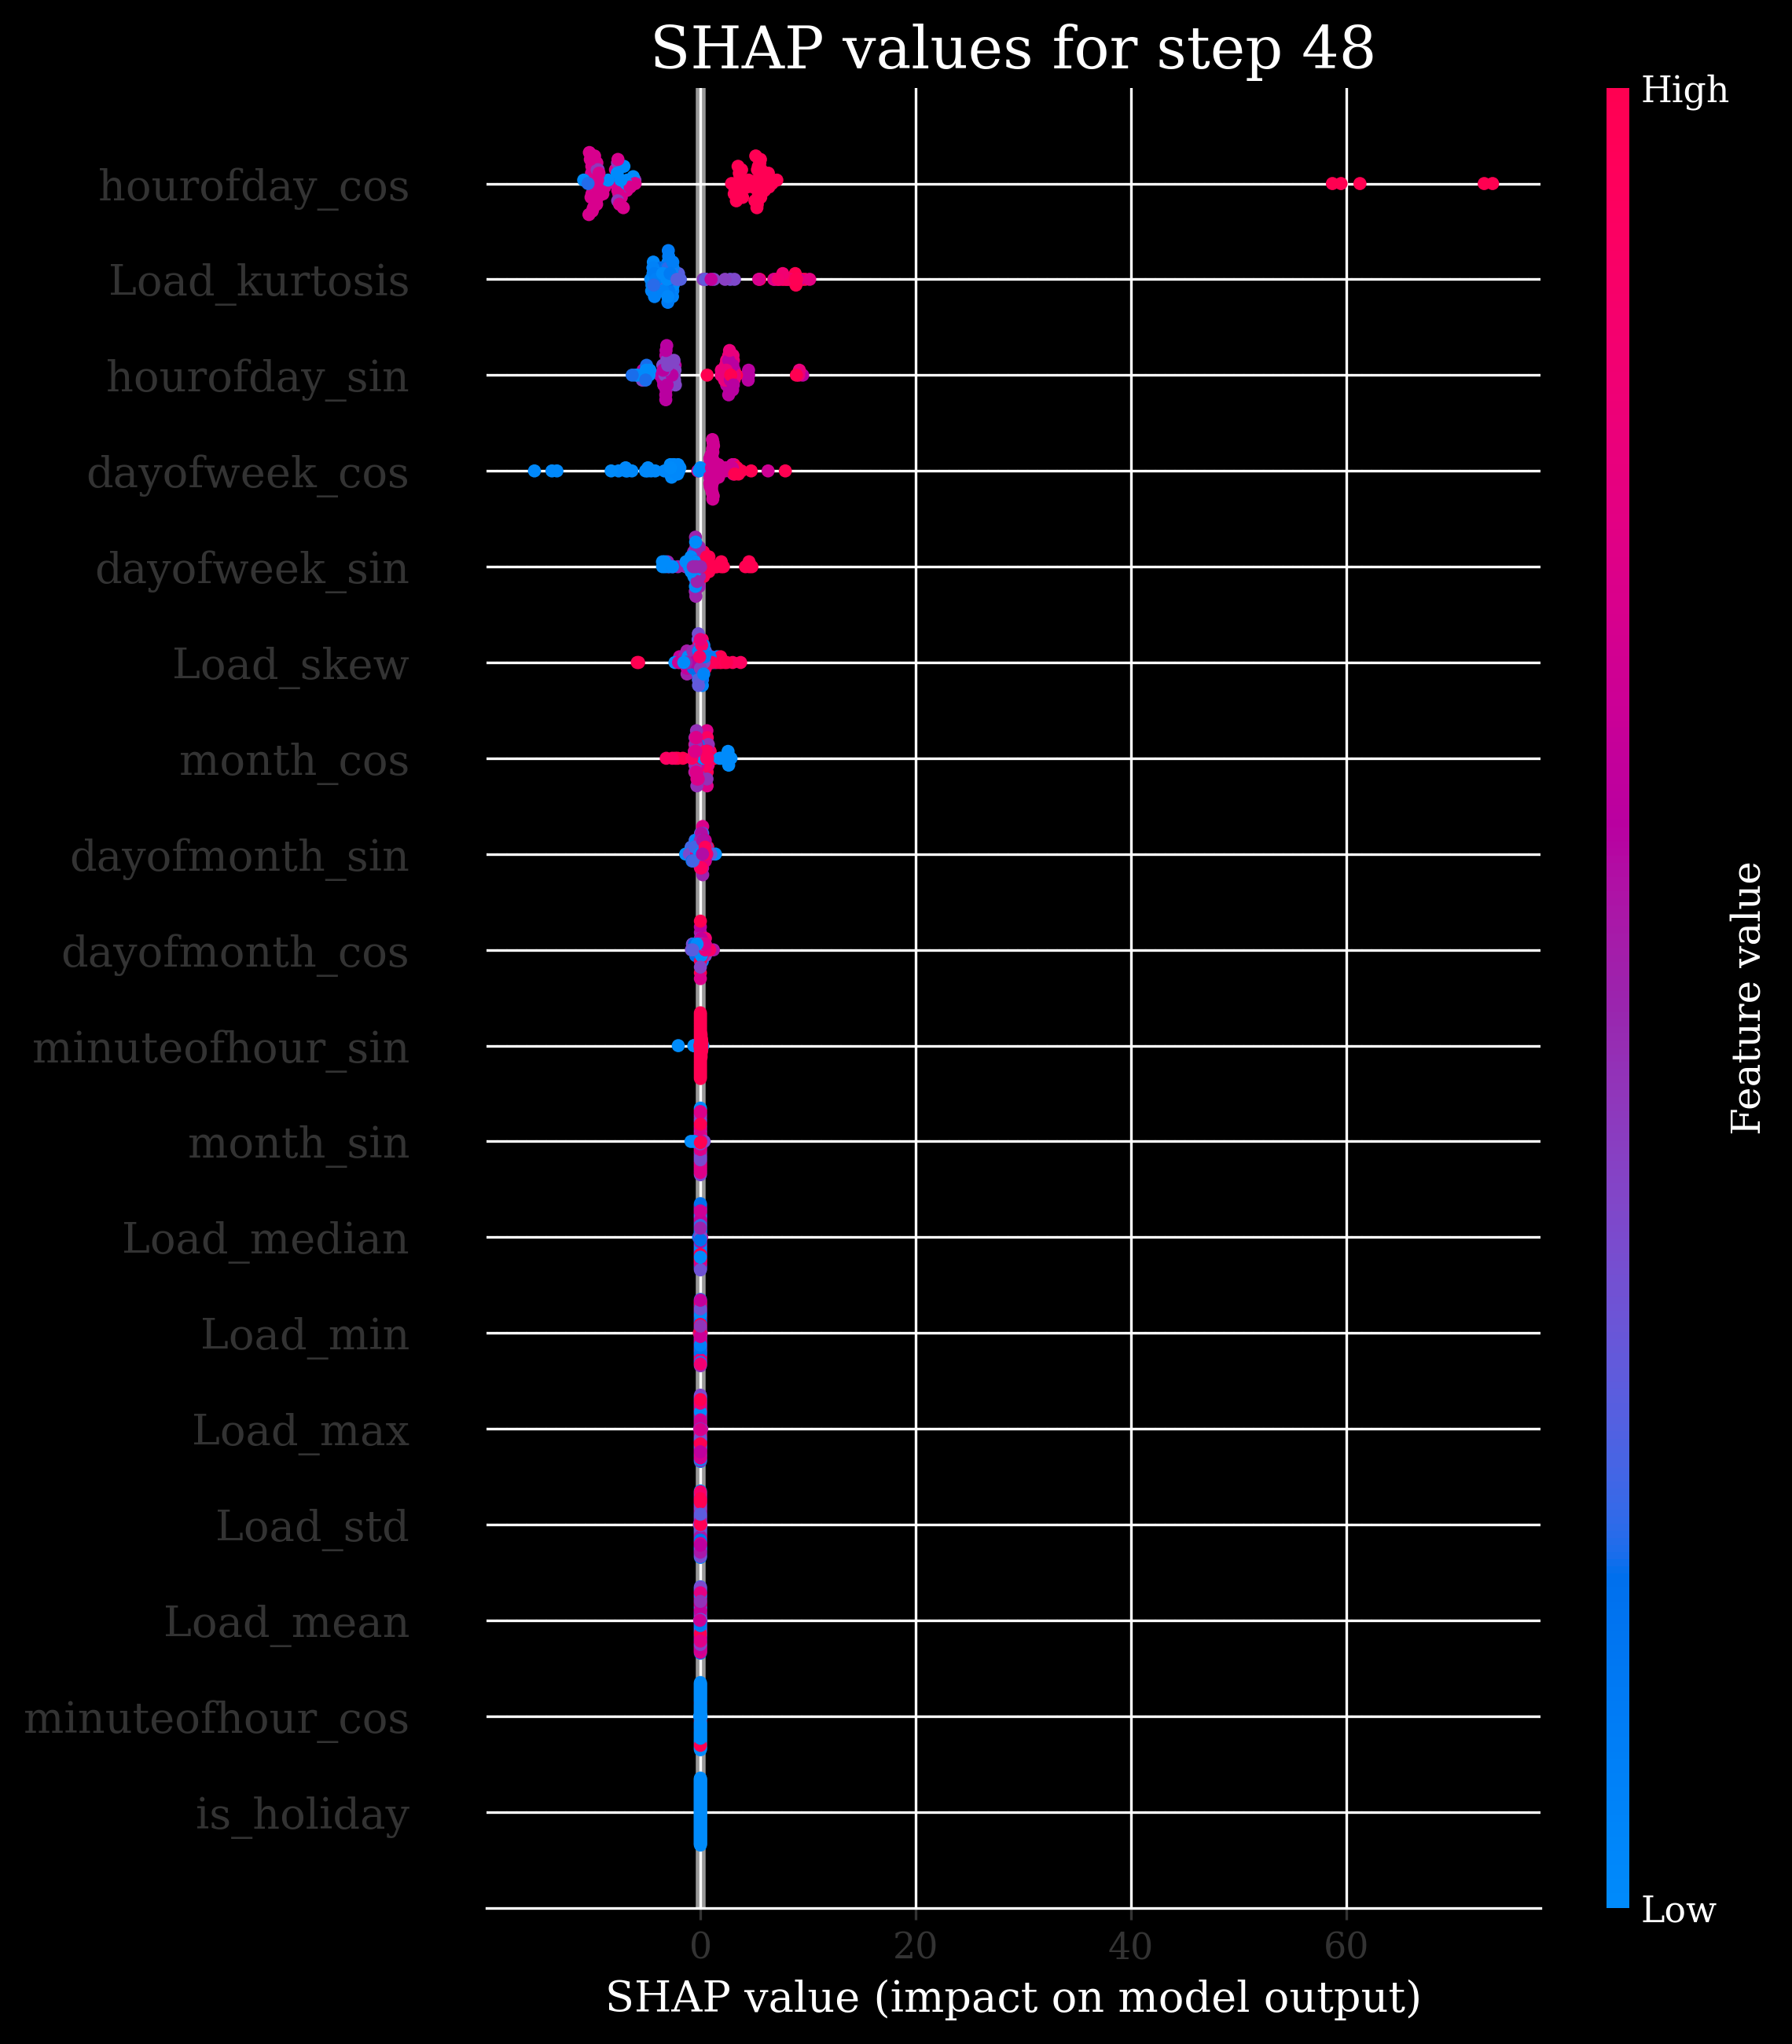 SHAP values for step 48
High
hourofday_cos
Load_kurtosis
hourofday_sin
dayofweek_cos
dayofweek_sin
Load_skew
month_cos
dayofmonth_sin
dayofmonth_cos
minuteofhour_sin
month_sin
Load_median
Load_min
Load_max
Load_std
Load_mean
minuteofhour_cos
is_holiday
Feature value
Low
0 20 40 60
SHAP value (impact on model output)